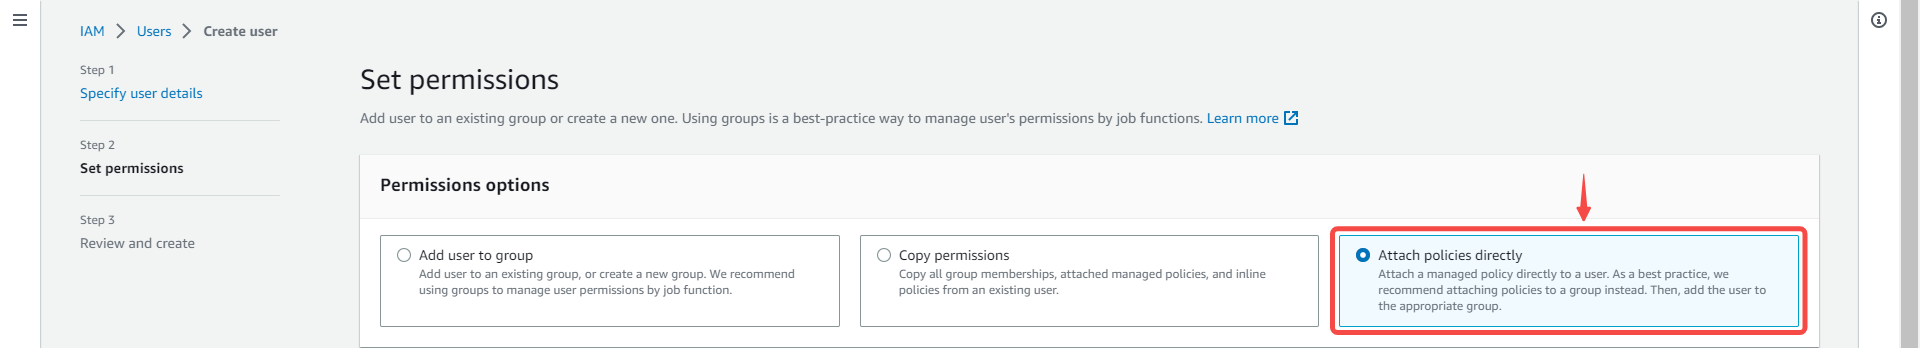 IAM > Users > Create user
Step 1
Specify user details
Step 2
Set permissions
Step 3
Review and create
Set permissions
Add user to an existing group or create a new one. Using groups is a best-practice way to manage user's permissions by job functions. Learn more
Permissions options
Add user to group
Add user to an existing group, or create a new group. We recommend
using groups to manage user permissions by job function.
Copy permissions
Copy all group memberships, attached managed policies, and inline
policies from an existing user.
Attach policies directly
Attach a managed policy directly to a user. As a best practice, we
recommend attaching policies to a group instead. Then, add the user to
the appropriate group.